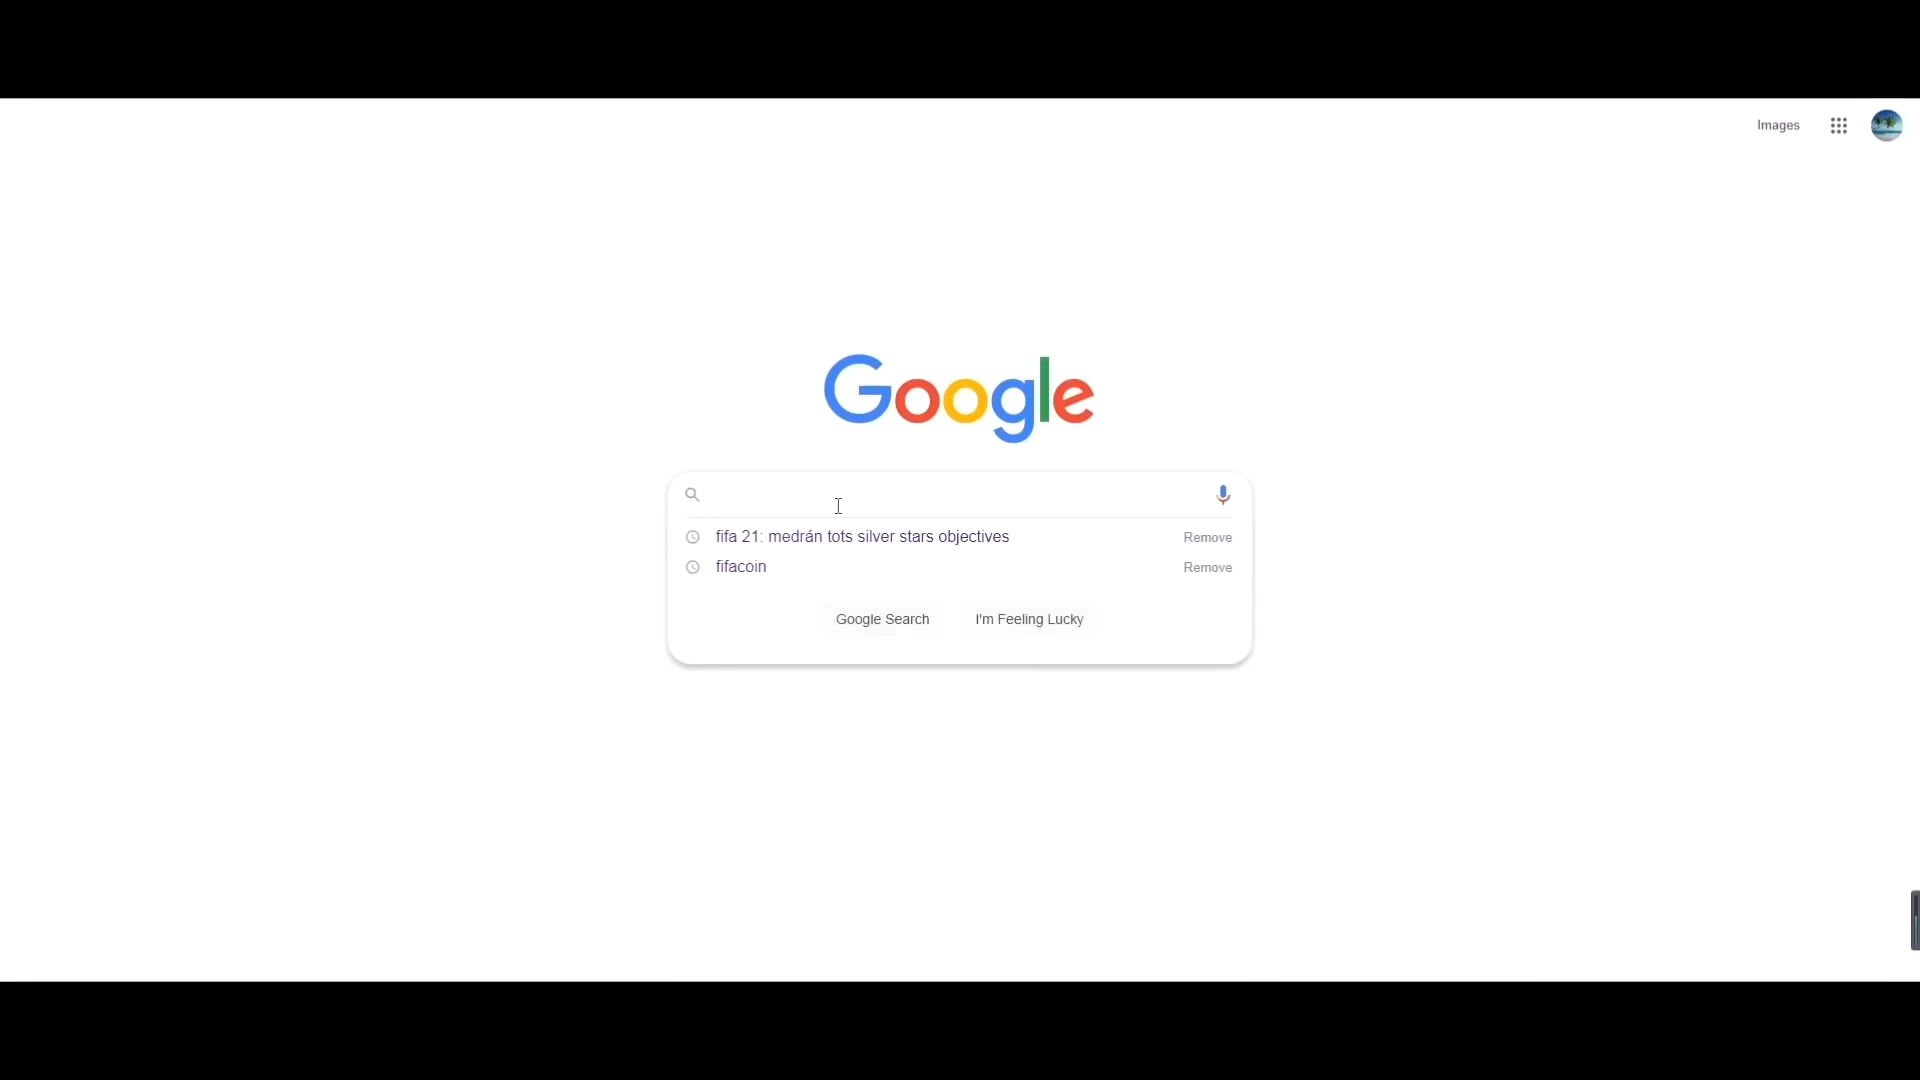 Images
Google
fifa 21: medrán tots silver stars objectives
Remove
fifacoin
Remove
Google Search
I'm Feeling Lucky